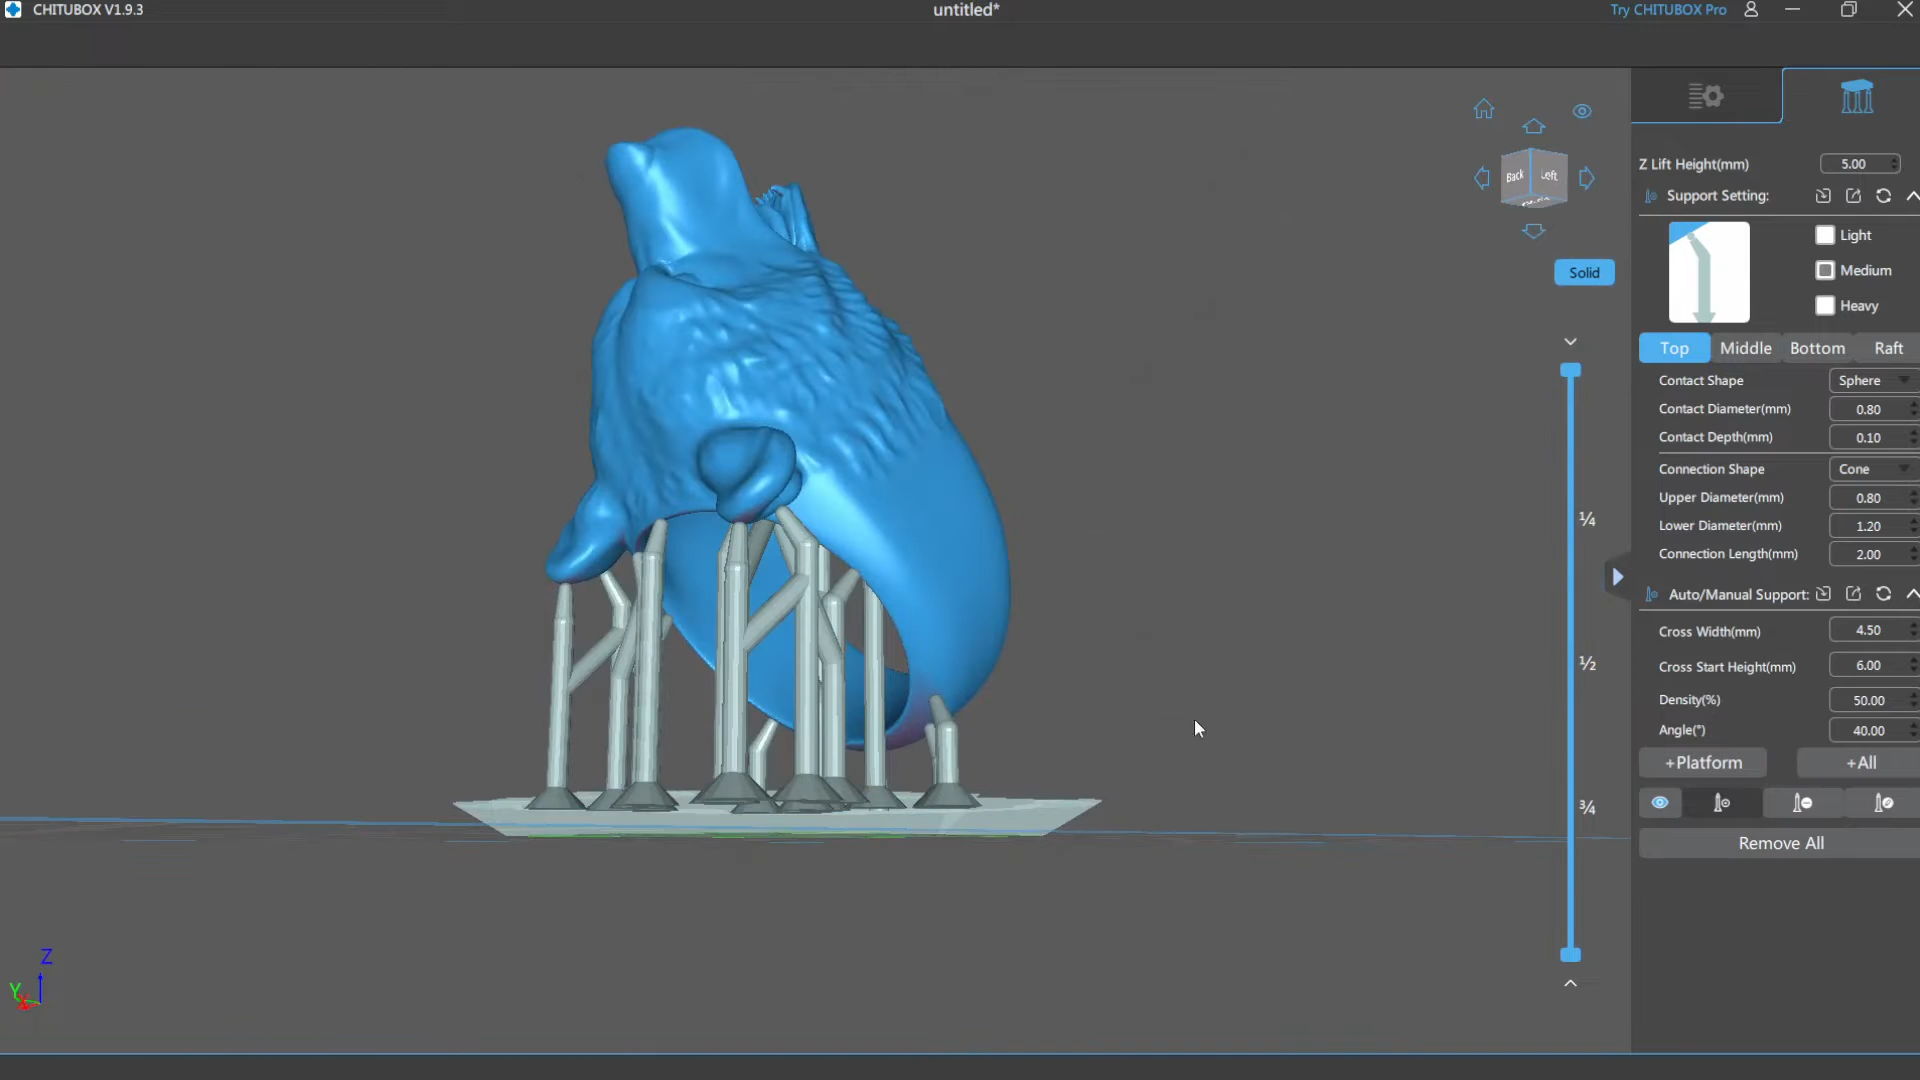 CHITUBOX V1.9.3
untitled*
Try CHITUBOX Pro
Back
Left
Solid
¼
½
¾
Z
Y
X
Z Lift Height(mm) 5.00
Support Setting:
Light
Medium
Heavy
Top Middle Bottom Raft
Contact Shape Sphere
Contact Diameter(mm) 0.80
Contact Depth(mm) 0.10
Connection Shape Cone
Upper Diameter(mm) 0.80
Lower Diameter(mm) 1.20
Connection Length(mm) 2.00
Auto/Manual Support:
Cross Width(mm) 4.50
Cross Start Height(mm) 6.00
Density(%) 50.00
Angle(°) 40.00
+Platform +All
Remove All